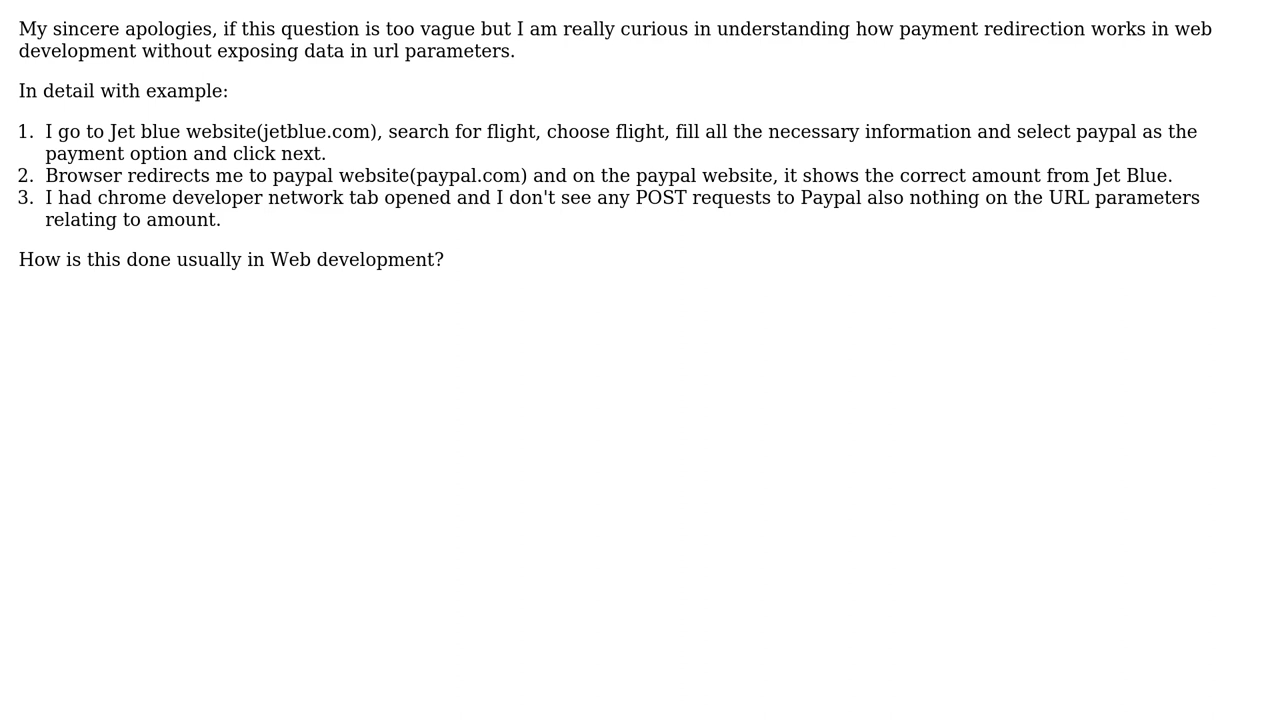 My sincere apologies, if this question is too vague but I am really curious in understanding how payment redirection works in web
development without exposing data in url parameters.
In detail with example:
1. I go to Jet blue website(jetblue.com), search for flight, choose flight, fill all the necessary information and select paypal as the
payment option and click next.
2. Browser redirects me to paypal website(paypal.com) and on the paypal website, it shows the correct amount from Jet Blue.
3. I had chrome developer network tab opened and I don't see any POST requests to Paypal also nothing on the URL parameters
relating to amount.
How is this done usually in Web development?